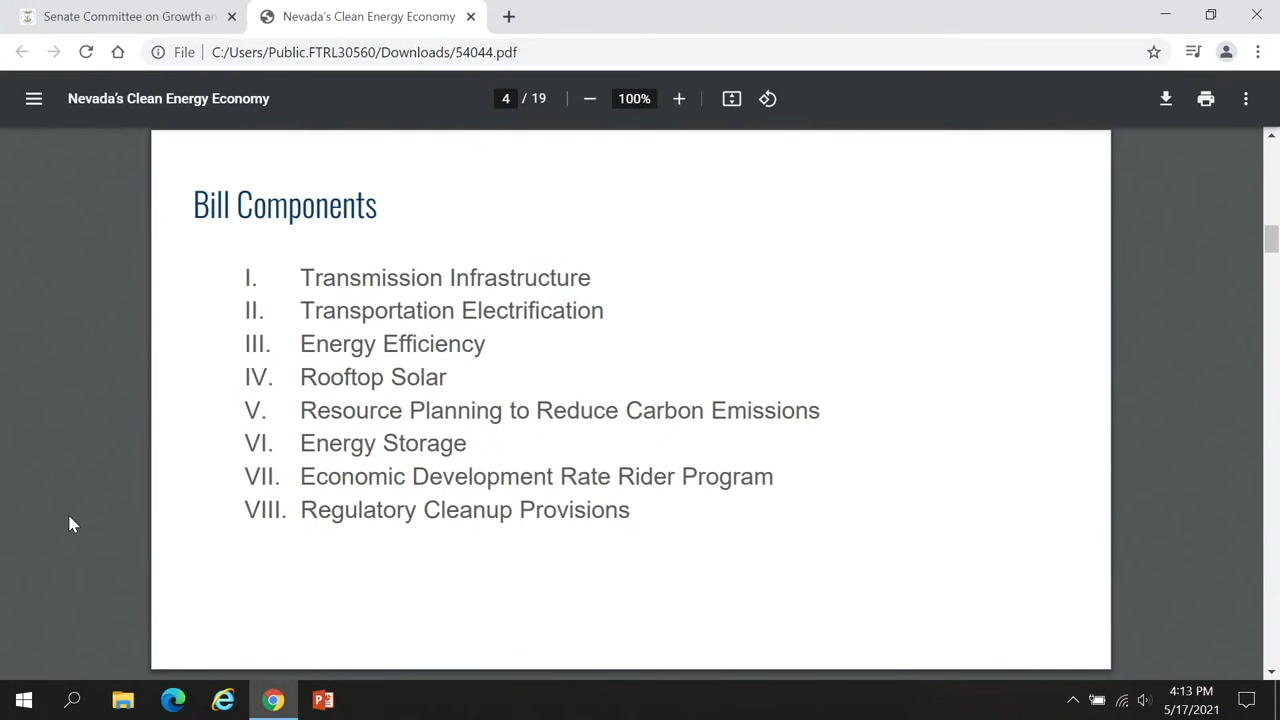 Senate Committee on Growth an
Nevada's Clean Energy Economy
File
C:/Users/Public.FTRL30560/Downloads/54044.pdf
Nevada's Clean Energy Economy
4 / 19
100%
Bill Components
I. Transmission Infrastructure
II. Transportation Electrification
III. Energy Efficiency
IV. Rooftop Solar
V. Resource Planning to Reduce Carbon Emissions
VI. Energy Storage
VII. Economic Development Rate Rider Program
VIII. Regulatory Cleanup Provisions
4:13 PM
5/17/2021